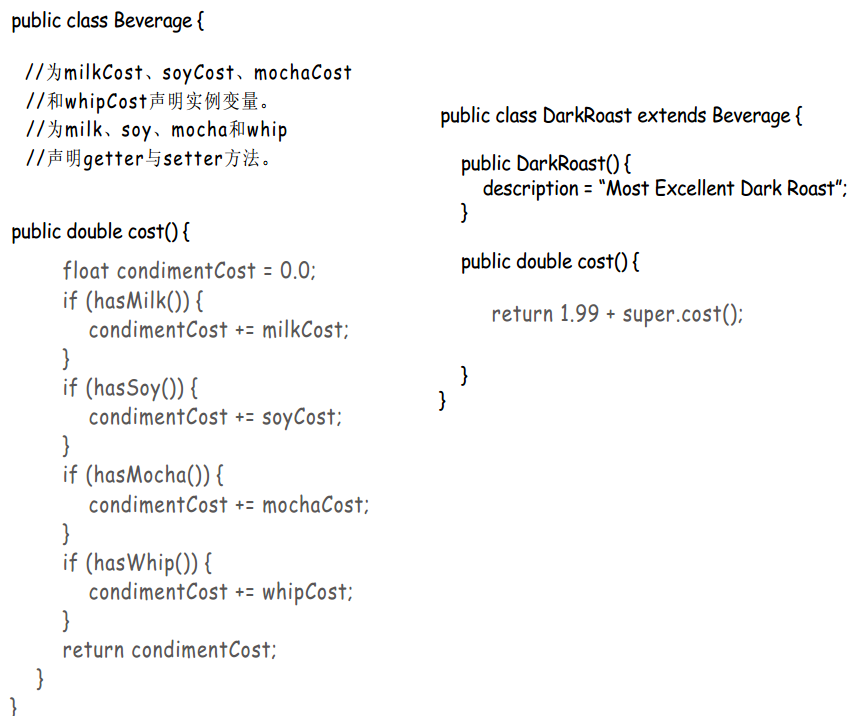 public class Beverage {
//为milkCost、soyCost、mochaCost
//和whipCost声明实例变量。
//为milk、soy、mocha和whip
//声明getter与setter方法。
public double cost() {
float condimentCost = 0.0;
if (hasMilk()) {
condimentCost += milkCost;
}
if (hasSoy()) {
condimentCost += soyCost;
}
if (hasMocha()) {
condimentCost += mochaCost;
}
if (hasWhip()) {
condimentCost += whipCost;
}
return condimentCost;
}
}
public class DarkRoast extends Beverage {
public DarkRoast() {
description = “Most Excellent Dark Roast”;
}
public double cost() {
return 1.99 + super.cost();
}
}